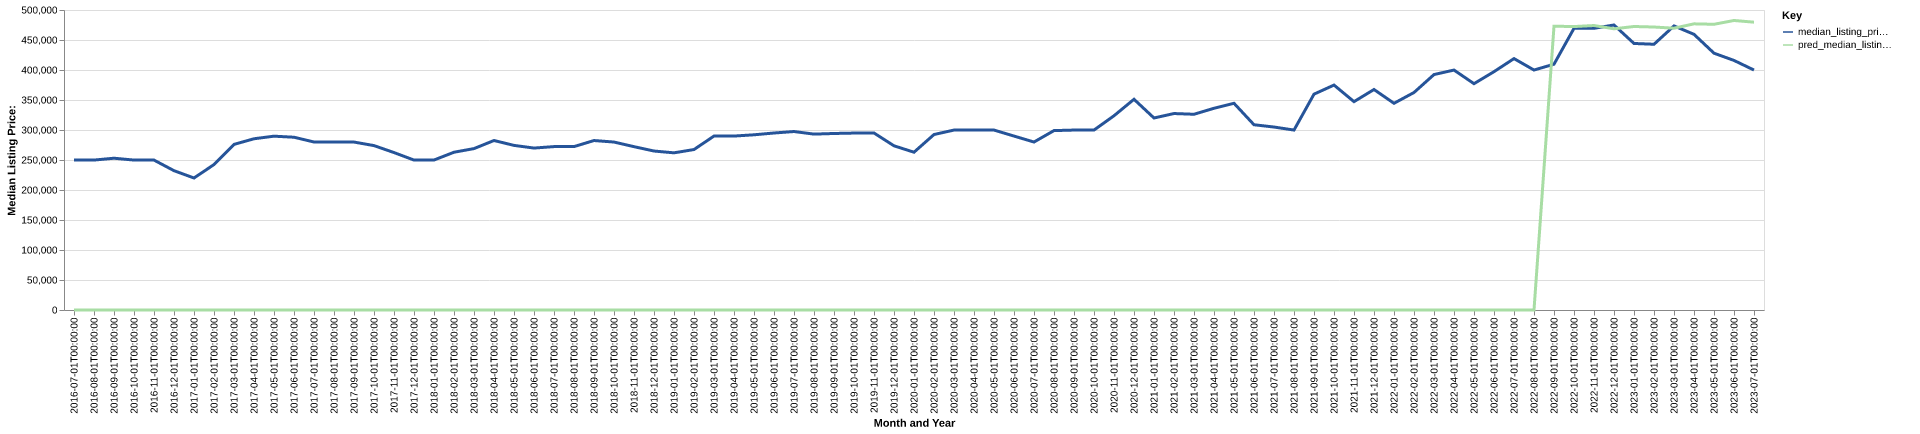 500,000
450,000
400,000
350,000
300,000
250,000
200,000
150,000
100,000
50,000
0
Median Listing Price:
2016-07-01T00:00:00
2016-08-01T00:00:00
2016-09-01T00:00:00
2016-10-01T00:00:00
2016-11-01T00:00:00
2016-12-01T00:00:00
2017-01-01T00:00:00
2017-02-01T00:00:00
2017-03-01T00:00:00
2017-04-01T00:00:00
2017-05-01T00:00:00
2017-06-01T00:00:00
2017-07-01T00:00:00
2017-08-01T00:00:00
2017-09-01T00:00:00
2017-10-01T00:00:00
2017-11-01T00:00:00
2017-12-01T00:00:00
2018-01-01T00:00:00
2018-02-01T00:00:00
2018-03-01T00:00:00
2018-04-01T00:00:00
2018-05-01T00:00:00
2018-06-01T00:00:00
2018-07-01T00:00:00
2018-08-01T00:00:00
2018-09-01T00:00:00
2018-10-01T00:00:00
2018-11-01T00:00:00
2018-12-01T00:00:00
2019-01-01T00:00:00
2019-02-01T00:00:00
2019-03-01T00:00:00
2019-04-01T00:00:00
2019-05-01T00:00:00
2019-06-01T00:00:00
2019-07-01T00:00:00
2019-08-01T00:00:00
2019-09-01T00:00:00
2019-10-01T00:00:00
2019-11-01T00:00:00
2019-12-01T00:00:00
2020-01-01T00:00:00
2020-02-01T00:00:00
2020-03-01T00:00:00
2020-04-01T00:00:00
2020-05-01T00:00:00
2020-06-01T00:00:00
2020-07-01T00:00:00
2020-08-01T00:00:00
2020-09-01T00:00:00
2020-10-01T00:00:00
2020-11-01T00:00:00
2020-12-01T00:00:00
2021-01-01T00:00:00
2021-02-01T00:00:00
2021-03-01T00:00:00
2021-04-01T00:00:00
2021-05-01T00:00:00
2021-06-01T00:00:00
2021-07-01T00:00:00
2021-08-01T00:00:00
2021-09-01T00:00:00
2021-10-01T00:00:00
2021-11-01T00:00:00
2021-12-01T00:00:00
2022-01-01T00:00:00
2022-02-01T00:00:00
2022-03-01T00:00:00
2022-04-01T00:00:00
2022-05-01T00:00:00
2022-06-01T00:00:00
2022-07-01T00:00:00
2022-08-01T00:00:00
2022-09-01T00:00:00
2022-10-01T00:00:00
2022-11-01T00:00:00
2022-12-01T00:00:00
2023-01-01T00:00:00
2023-02-01T00:00:00
2023-03-01T00:00:00
2023-04-01T00:00:00
2023-05-01T00:00:00
2023-06-01T00:00:00
2023-07-01T00:00:00
Month and Year
Key
median_listing_pri…
pred_median_listin…